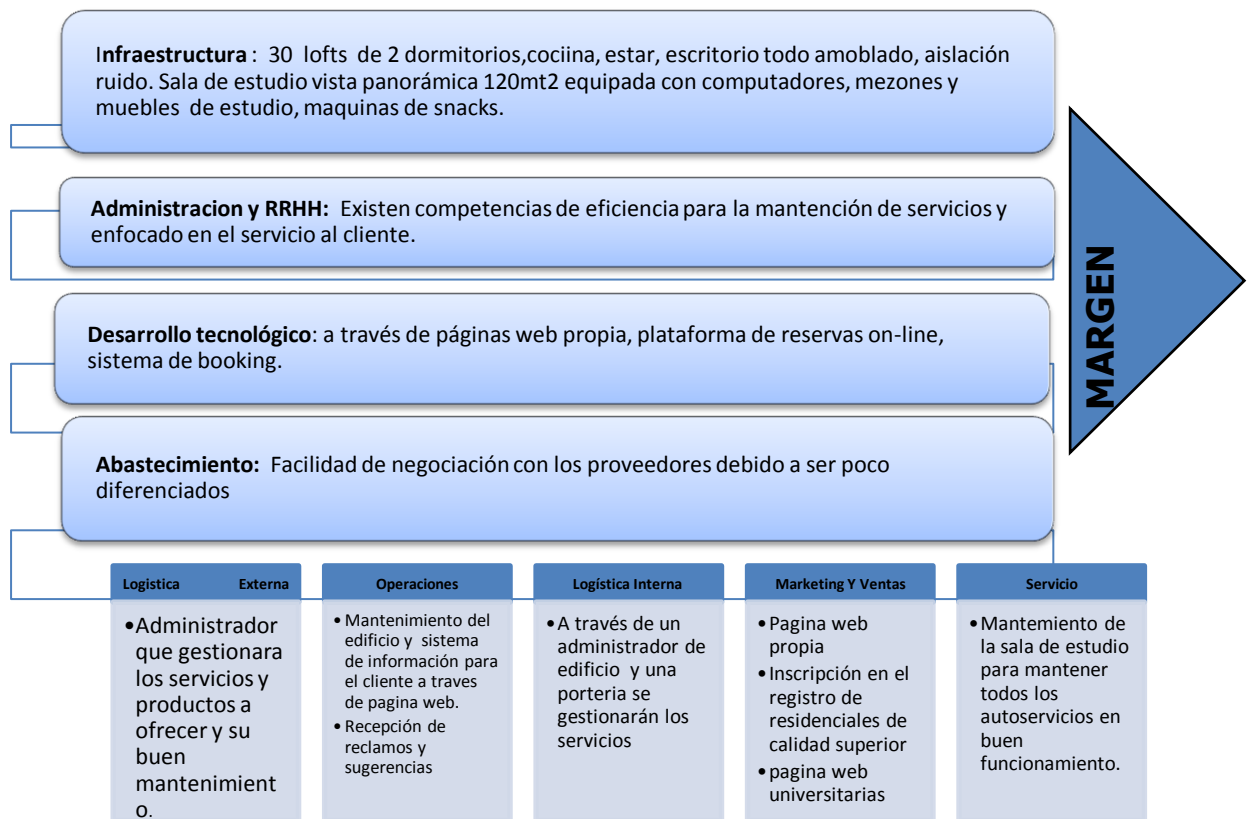 Infraestructura : 30 lofts de 2 dormitorios,cociina, estar, escritorio todo amoblado, aislación
ruido. Sala de estudio vista panorámica 120mt2 equipada con computadores, mezones y
muebles de estudio, maquinas de snacks.
Administracion y RRHH: Existen competencias de eficiencia para la mantención de servicios y
enfocado en el servicio al cliente.
Desarrollo tecnológico: a través de páginas web propia, plataforma de reservas on-line,
sistema de booking.
Abastecimiento: Facilidad de negociación con los proveedores debido a ser poco
diferenciados
MARGEN
Logistica Externa
•Administrador
que gestionara
los servicios y
productos a
ofrecer y su
buen
mantenimient
o.
Operaciones
•Mantenimiento del
edificio y sistema
de información para
el cliente a traves
de pagina web.
•Recepción de
reclamos y
sugerencias
Logística Interna
•A través de un
administrador de
edificio y una
porteria se
gestionarán los
servicios
Marketing Y Ventas
•Pagina web
propia
•Inscripción en el
registro de
residenciales de
calidad superior
•pagina web
universitarias
Servicio
•Mantemiento de
la sala de estudio
para mantener
todos los
autoservicios en
buen
funcionamiento.